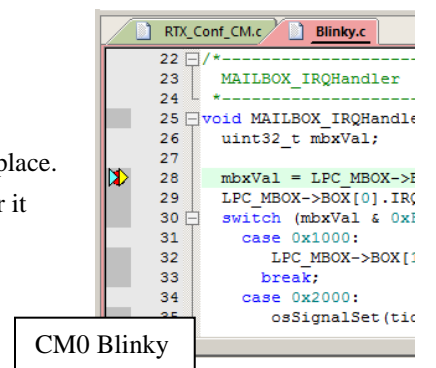 RTX_Conf_CM.c Blinky.c
22 /*----------------------
23 MAILBOX_IRQHandler
24 *----------------------
25 void MAILBOX_IRQHandle
26 uint32_t mbxVal;
27
place.
28 mbxVal = LPC_MBOX->
r it
29 LPC_MBOX->BOX[0].IRQ
30 switch (mbxVal & 0x
31 case 0x1000:
32 LPC_MBOX->BOX[1
33 break;
34 case 0x2000:
35 osSignalSet(tic
CM0 Blinky